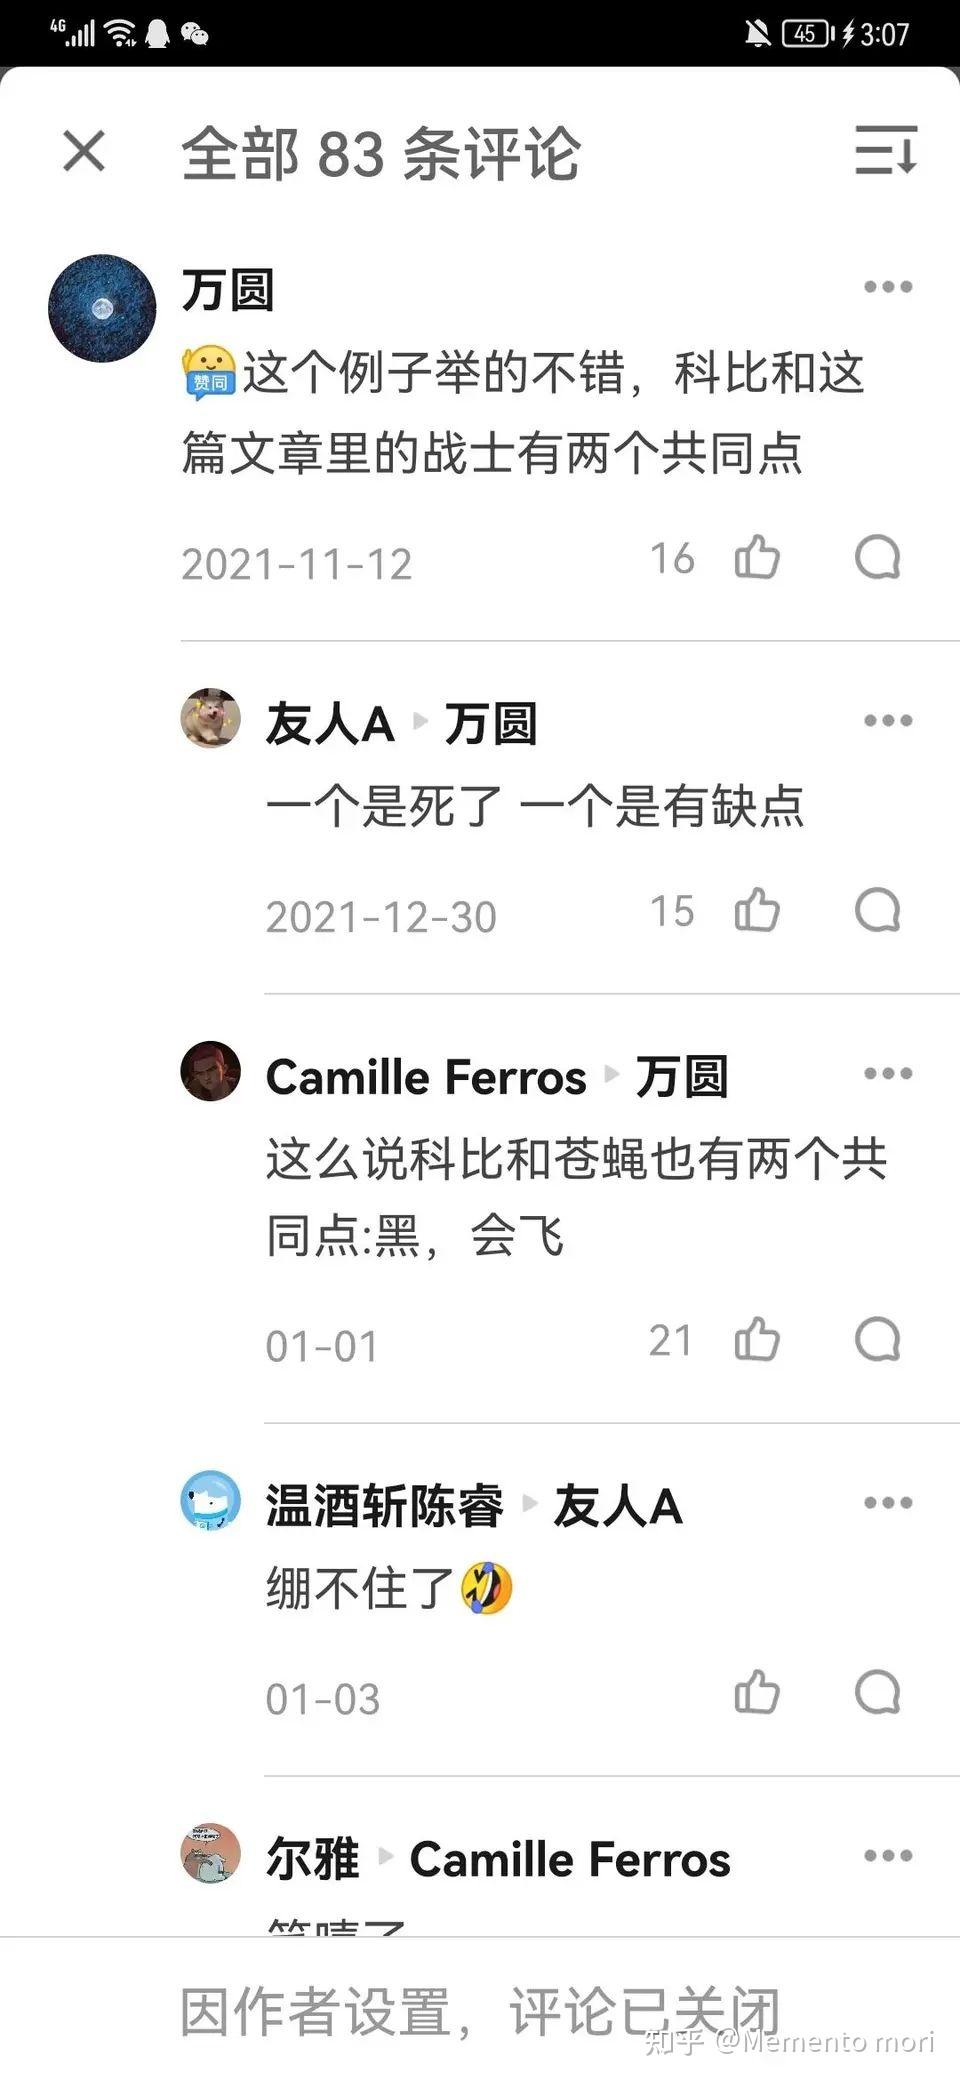 4G 45 3:07
全部 83 条评论
万圆
赞同 这个例子举的不错，科比和这
篇文章里的战士有两个共同点
2021-11-12 16
友人A 万圆
一个是死了 一个是有缺点
2021-12-30 15
Camille Ferros 万圆
这么说科比和苍蝇也有两个共
同点:黑，会飞
01-01 21
温酒斩陈睿 友人A
绷不住了
01-03
尔雅 Camille Ferros
因作者设置，评论已关闭
知乎 @Memento mori